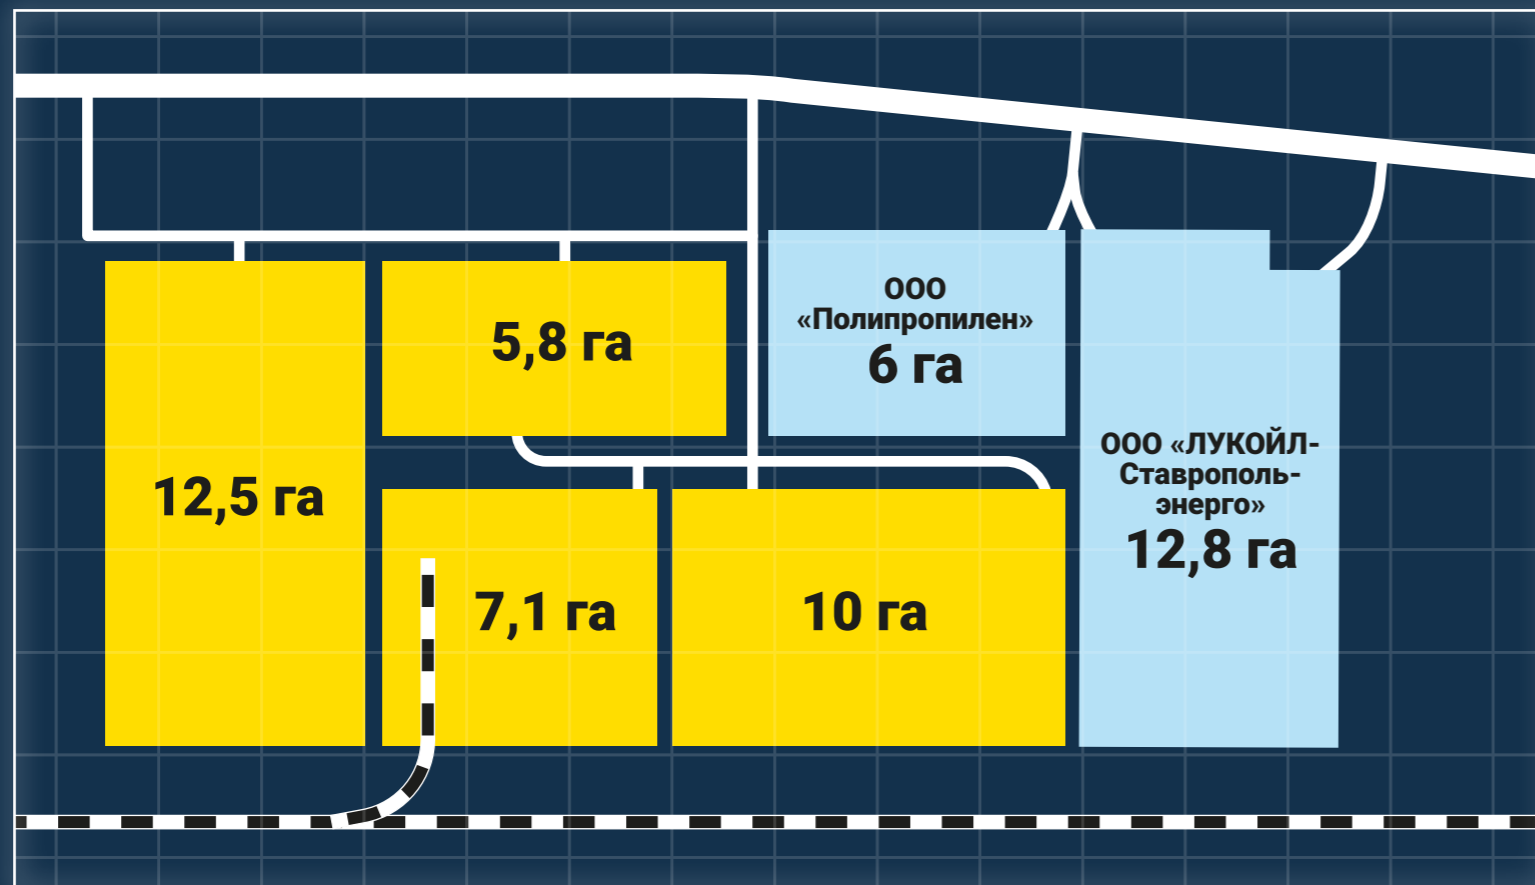 5,8 га
ООО
«Полипропилен»
6 га
12,5 га
ООО «ЛУКОЙЛ-
Ставрополь-
энерго»
12,8 га
7,1 га
10 га